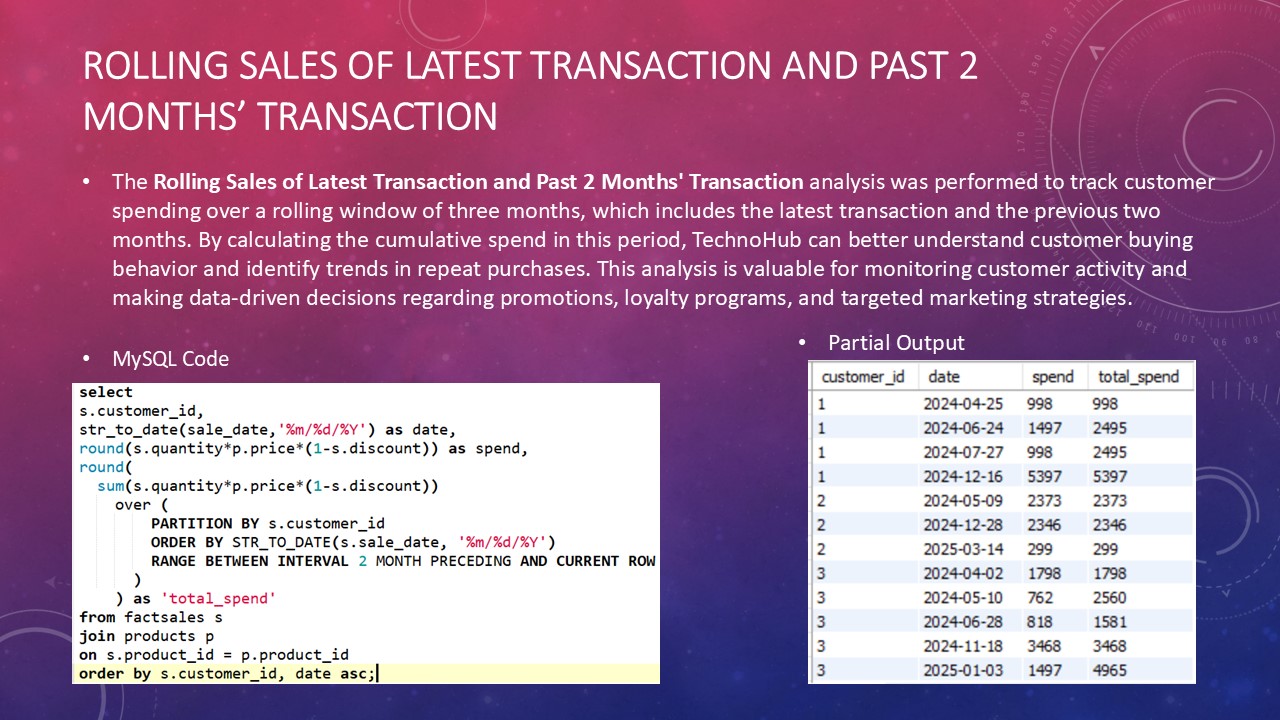 ROLLING SALES OF LATEST TRANSACTION AND PAST 2
MONTHS’ TRANSACTION
• The Rolling Sales of Latest Transaction and Past 2 Months' Transaction analysis was performed to track customer
spending over a rolling window of three months, which includes the latest transaction and the previous two
months. By calculating the cumulative spend in this period, TechnoHub can better understand customer buying
behavior and identify trends in repeat purchases. This analysis is valuable for monitoring customer activity and
making data-driven decisions regarding promotions, loyalty programs, and targeted marketing strategies.
• MySQL Code
select
s.customer_id,
str_to_date(sale_date,'%m/%d/%Y') as date,
round(s.quantity*p.price*(1-s.discount)) as spend,
round(
sum(s.quantity*p.price*(1-s.discount))
over (
PARTITION BY s.customer_id
ORDER BY STR_TO_DATE(s.sale_date, '%m/%d/%Y')
RANGE BETWEEN INTERVAL 2 MONTH PRECEDING AND CURRENT ROW
)
) as 'total_spend'
from factsales s
join products p
on s.product_id = p.product_id
order by s.customer_id, date asc;
• Partial Output
customer_id date spend total_spend
1 2024-04-25 998 998
1 2024-06-24 1497 2495
1 2024-07-27 998 2495
1 2024-12-16 5397 5397
2 2024-05-09 2373 2373
2 2024-12-28 2346 2346
2 2025-03-14 299 299
3 2024-04-02 1798 1798
3 2024-05-10 762 2560
3 2024-06-28 818 1581
3 2024-11-18 3468 3468
3 2025-01-03 1497 4965